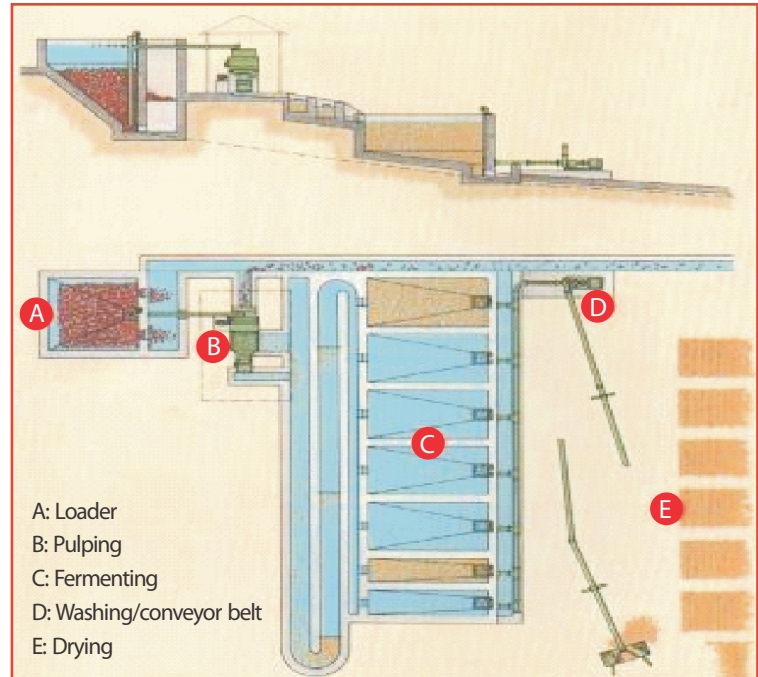 A
B
C
D
E
A: Loader
B: Pulping
C: Fermenting
D: Washing/conveyor belt
E: Drying